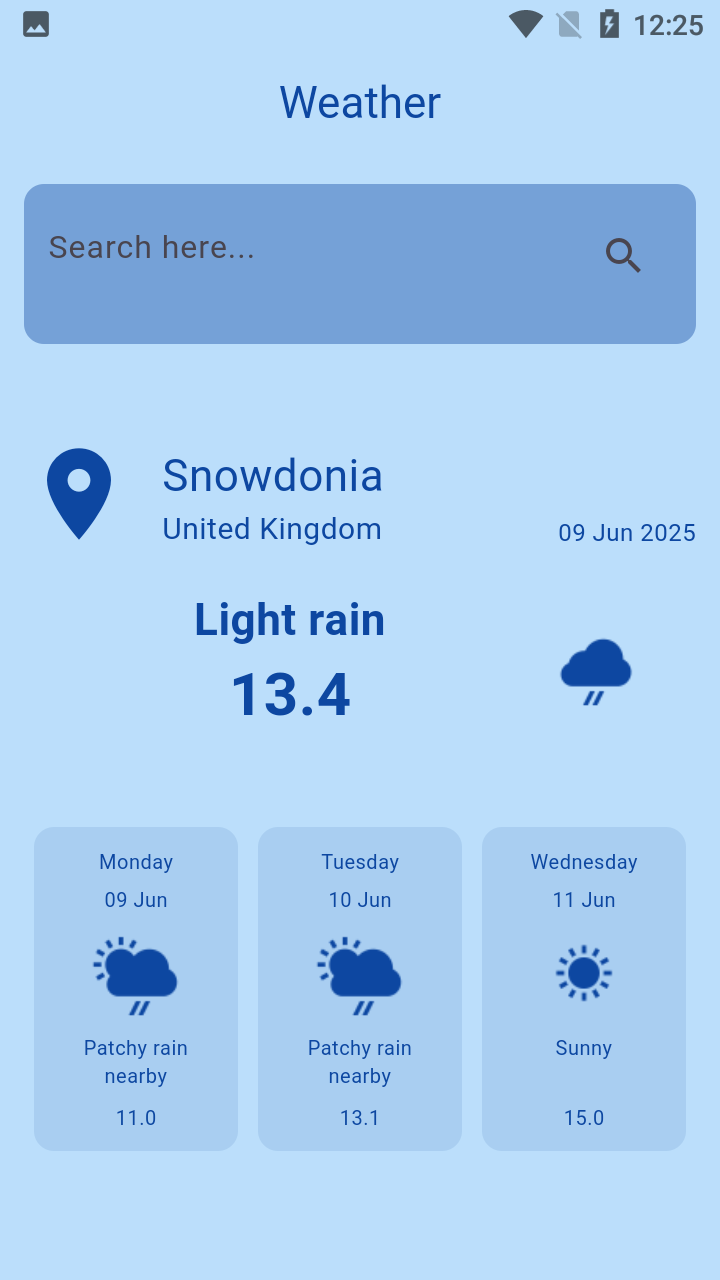 12:25
Weather
Search here...
Snowdonia
United Kingdom
09 Jun 2025
Light rain
13.4
Monday
09 Jun
Patchy rain
nearby
11.0
Tuesday
10 Jun
Patchy rain
nearby
13.1
Wednesday
11 Jun
Sunny
15.0